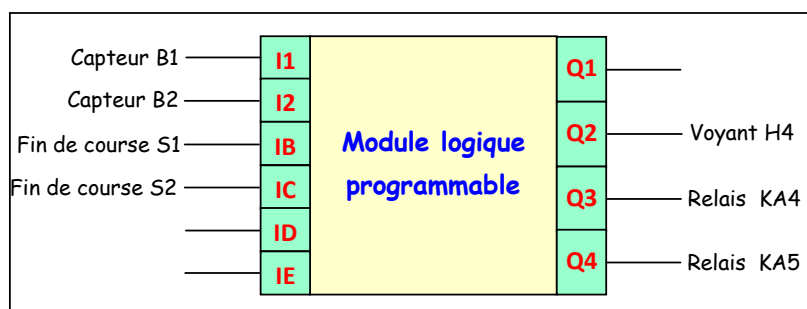 Capteur B1
I1
Capteur B2
I2
Fin de course S1
IB
Fin de course S2
IC
ID
IE
Module logique
programmable
Q1
Q2
Voyant H4
Q3
Relais KA4
Q4
Relais KA5